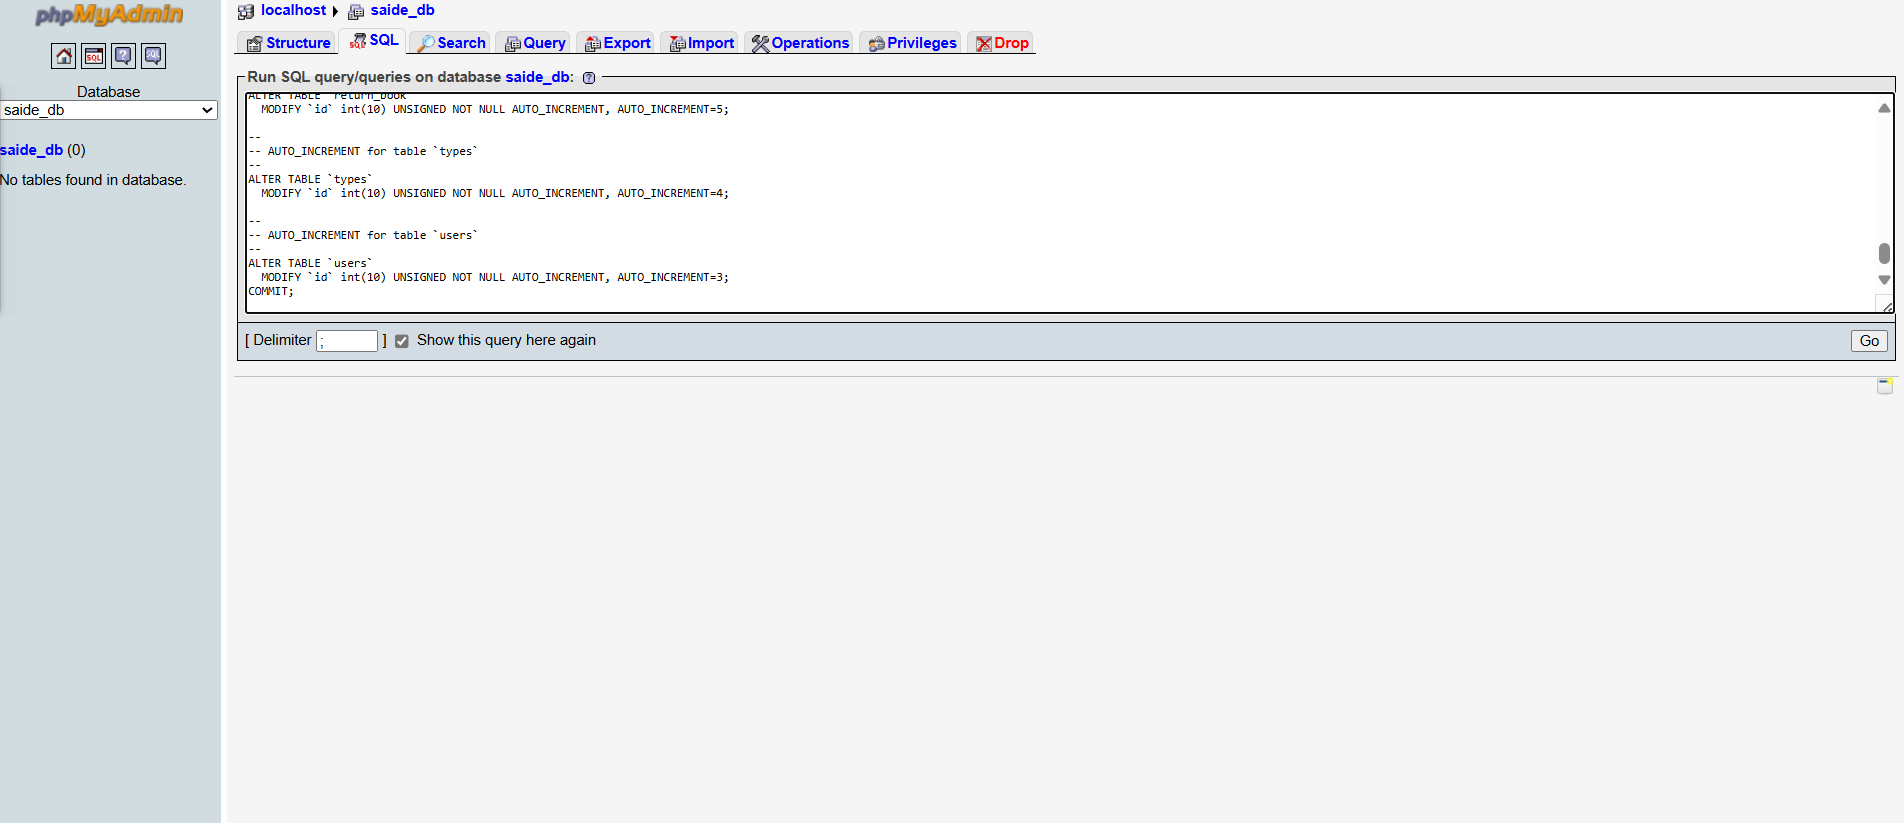 phpMyAdmin
Database
saide_db
saide_db (0)
No tables found in database.
localhost saide_db
Structure SQL Search Query Export Import Operations Privileges Drop
Run SQL query/queries on database saide_db:
ALTER TABLE `return_book`
MODIFY `id` int(10) UNSIGNED NOT NULL AUTO_INCREMENT, AUTO_INCREMENT=5;
--
-- AUTO_INCREMENT for table `types`
--
ALTER TABLE `types`
MODIFY `id` int(10) UNSIGNED NOT NULL AUTO_INCREMENT, AUTO_INCREMENT=4;
--
-- AUTO_INCREMENT for table `users`
--
ALTER TABLE `users`
MODIFY `id` int(10) UNSIGNED NOT NULL AUTO_INCREMENT, AUTO_INCREMENT=3;
COMMIT;
[ Delimiter ; ] Show this query here again Go